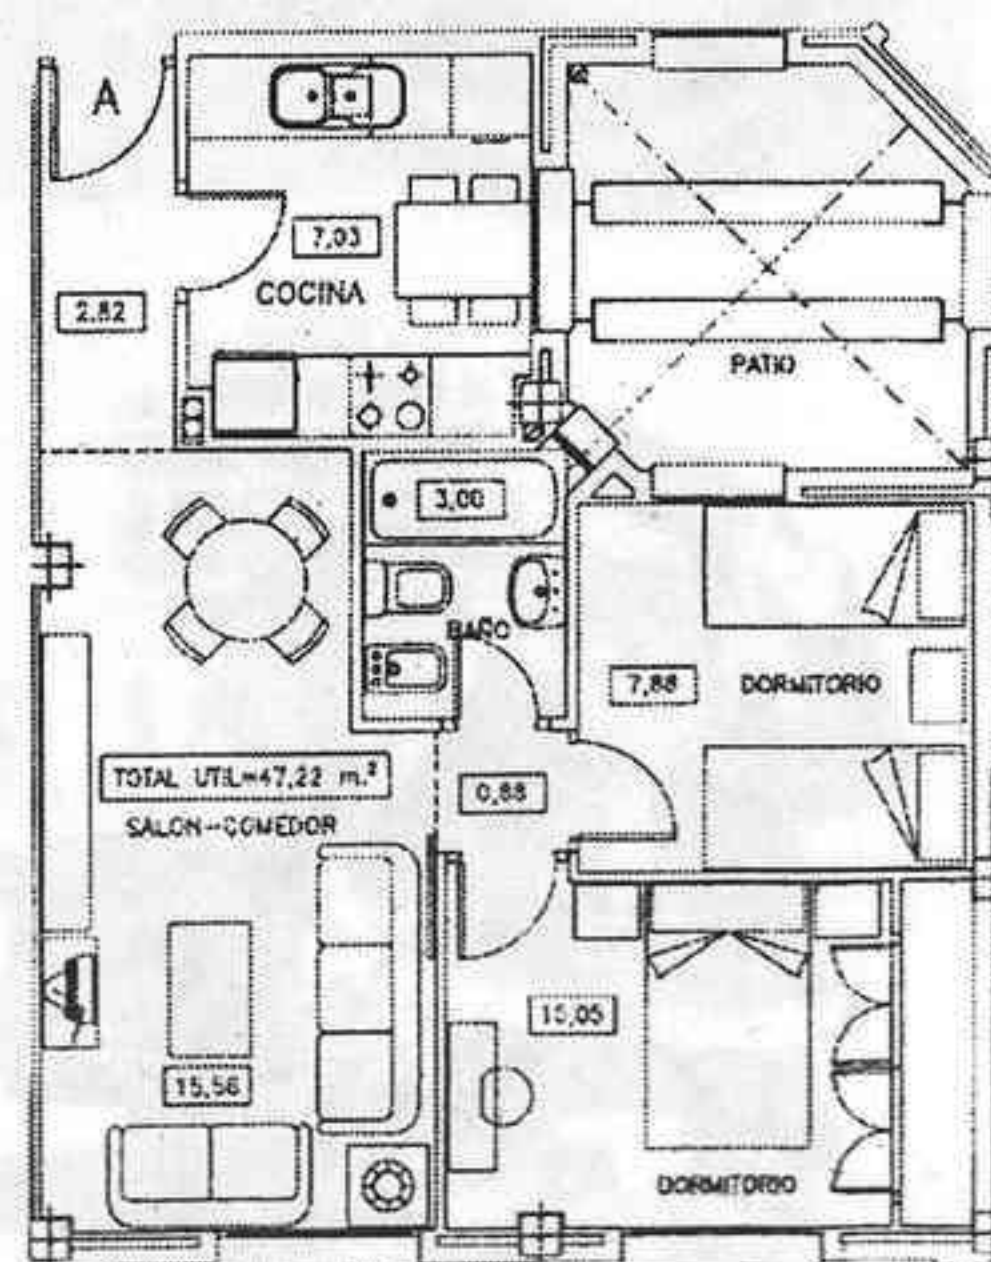 A
7,03
COCINA
2,82
PATIO
3,00
BAÑO
7,88
DORMITORIO
TOTAL UTIL=47,22 m.²
0,88
SALON-COMEDOR
10,05
15,56
DORMITORIO